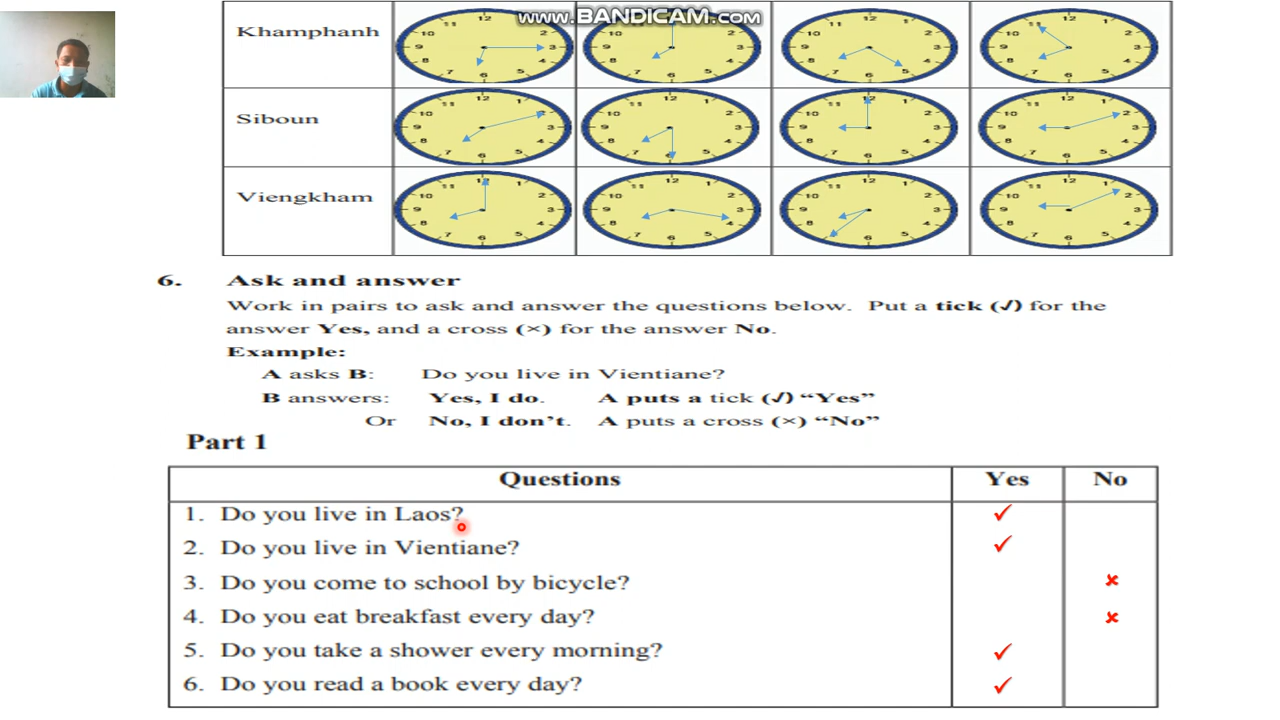 www.BANDICAM.com
Khamphanh
Siboun
Viengkham
6. Ask and answer
Work in pairs to ask and answer the questions below. Put a tick (√) for the
answer Yes, and a cross (×) for the answer No.
Example:
A asks B: Do you live in Vientiane?
B answers: Yes, I do. A puts a tick (√) “Yes”
Or No, I don’t. A puts a cross (×) “No”
Part 1
Questions Yes No
1. Do you live in Laos? ✓
2. Do you live in Vientiane? ✓
3. Do you come to school by bicycle? ×
4. Do you eat breakfast every day? ×
5. Do you take a shower every morning? ✓
6. Do you read a book every day? ✓